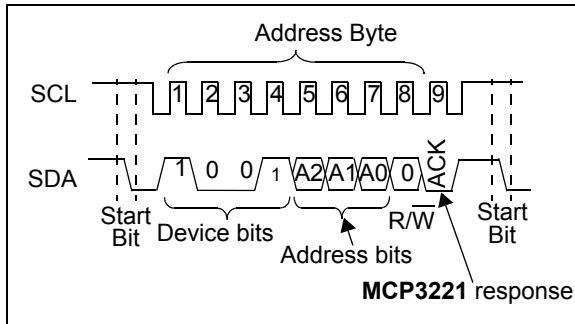 Address Byte
SCL 1 2 3 4 5 6 7 8 9
SDA 1 0 0 1 A2 A1 A0 0 ACK
Start Bit Device bits Address bits R/W̅ Start Bit
MCP3221 response